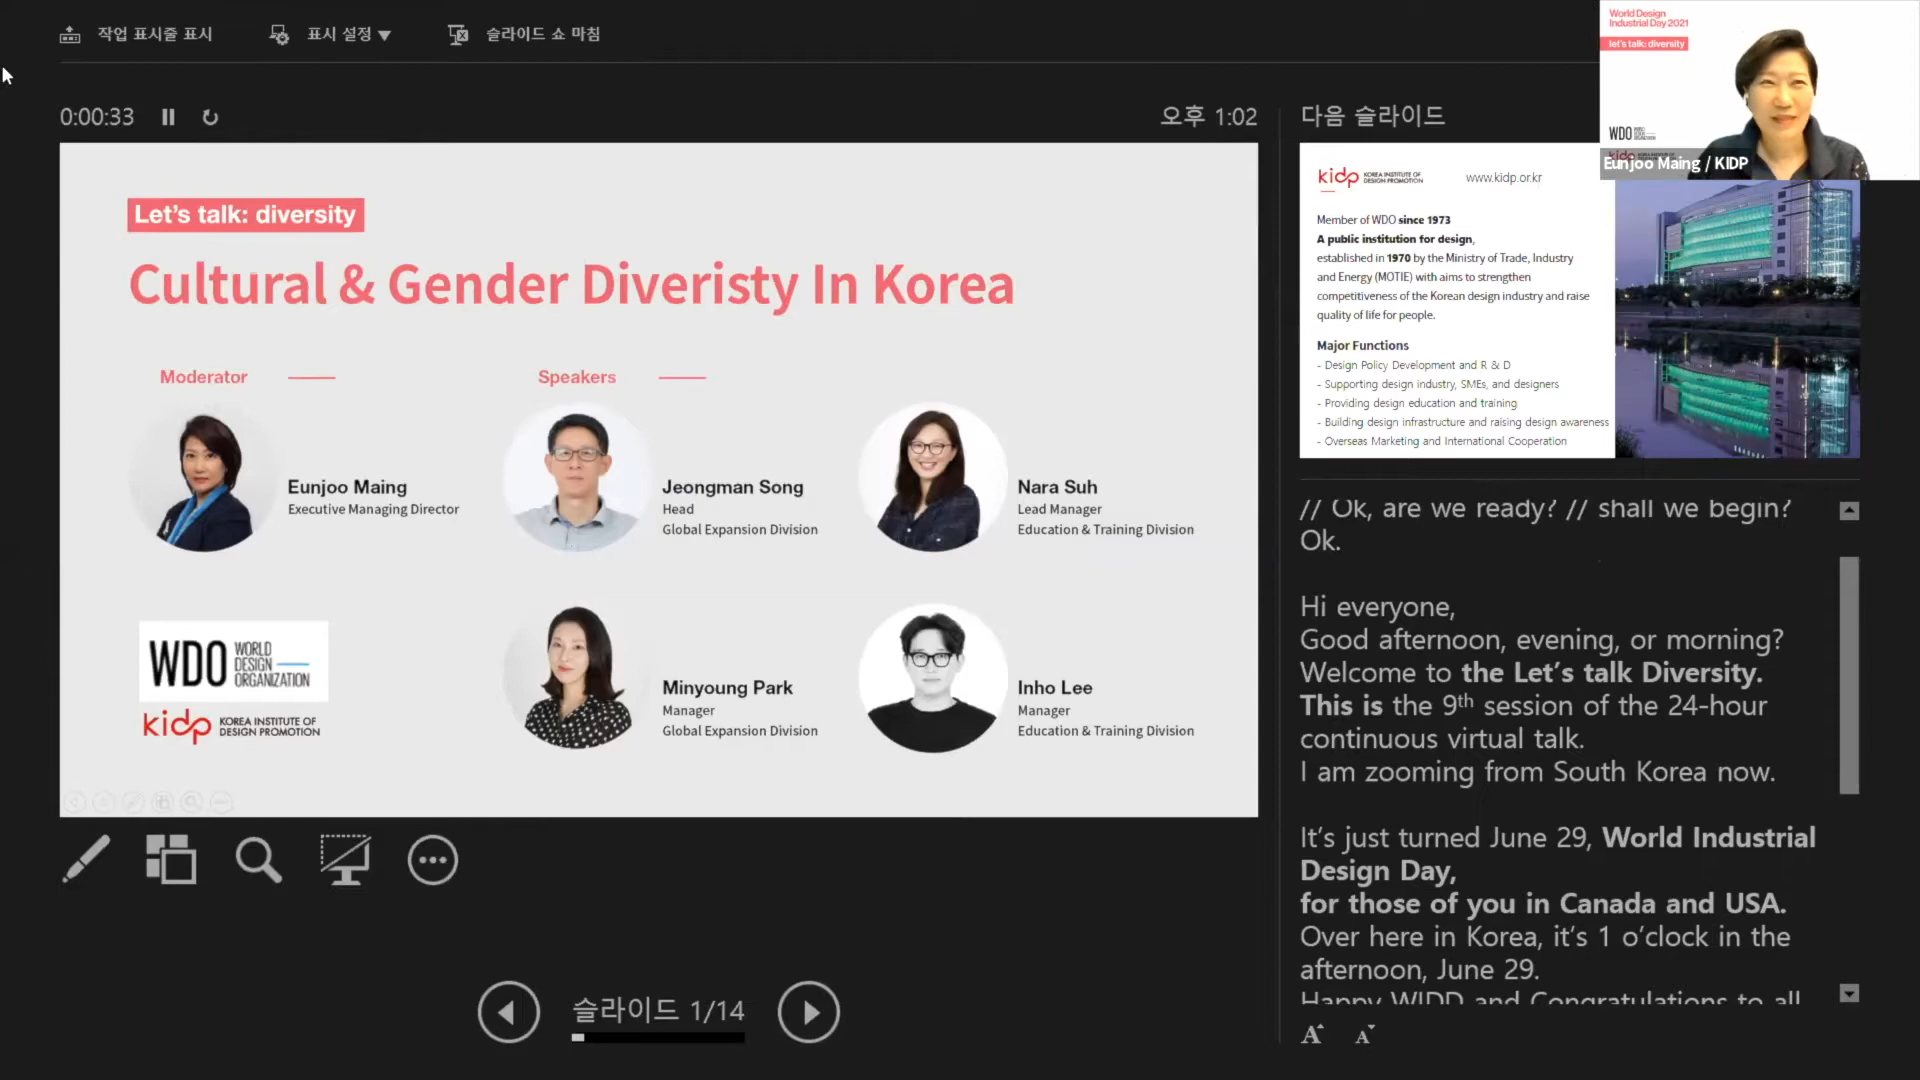 작업 표시줄 표시
표시 설정 ▼
슬라이드 쇼 마침
0:00:33
오후 1:02
다음 슬라이드
World Design
Industrial Day 2021
let's talk: diversity
WDO
Eunjoo Maing / KIDP
Let's talk: diversity
Cultural & Gender Diveristy In Korea
Moderator
Speakers
Eunjoo Maing
Executive Managing Director
Jeongman Song
Head
Global Expansion Division
Nara Suh
Lead Manager
Education & Training Division
WDO WORLD
DESIGN
ORGANIZATION
kidp KOREA INSTITUTE OF
DESIGN PROMOTION
Minyoung Park
Manager
Global Expansion Division
Inho Lee
Manager
Education & Training Division
슬라이드 1/14
kidp KOREA INSTITUTE OF
DESIGN PROMOTION
www.kidp.or.kr
Member of WDO since 1973
A public institution for design,
established in 1970 by the Ministry of Trade, Industry
and Energy (MOTIE) with aims to strengthen
competitiveness of the Korean design industry and raise
quality of life for people.
Major Functions
- Design Policy Development and R & D
- Supporting design industry, SMEs, and designers
- Providing design education and training
- Building design infrastructure and raising design awareness
- Overseas Marketing and International Cooperation
// Ok, are we ready? // shall we begin?
Ok.
Hi everyone,
Good afternoon, evening, or morning?
Welcome to the Let's talk Diversity.
This is the 9th session of the 24-hour
continuous virtual talk.
I am zooming from South Korea now.
It's just turned June 29, World Industrial
Design Day,
for those of you in Canada and USA.
Over here in Korea, it's 1 o'clock in the
afternoon, June 29.
Happy WIDD and Congratulations to all
A A